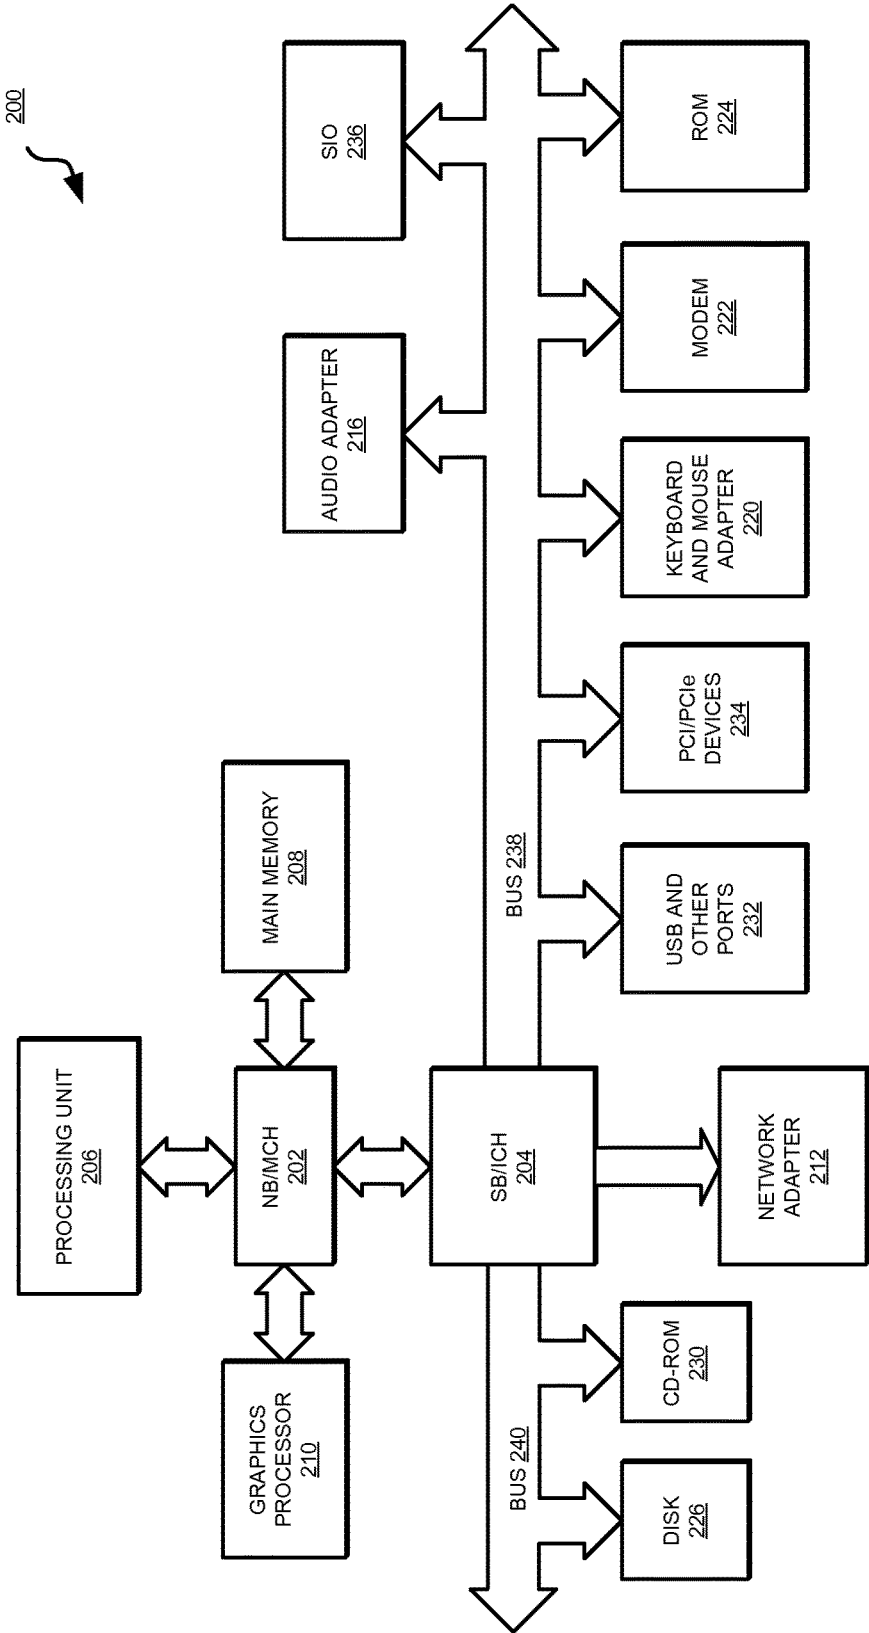 200
PROCESSING UNIT
206
GRAPHICS
PROCESSOR
210
NB/MCH
202
MAIN MEMORY
208
AUDIO ADAPTER
216
SIO
236
SB/ICH
204
BUS 240
BUS 238
DISK
226
CD-ROM
230
NETWORK
ADAPTER
212
USB AND
OTHER
PORTS
232
PCI/PCIe
DEVICES
234
KEYBOARD
AND MOUSE
ADAPTER
220
MODEM
222
ROM
224